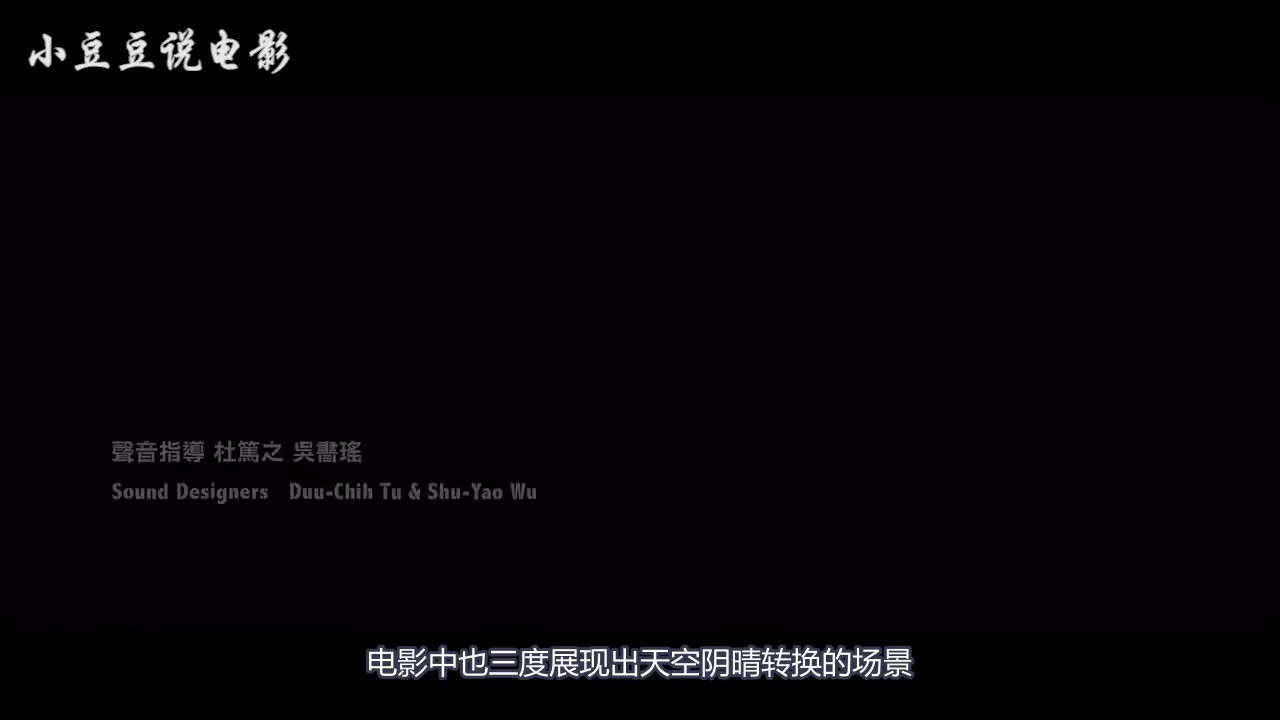 小豆豆说电影
聲音指導 杜篤之 吳書瑤
Sound Designers Duu-Chih Tu & Shu-Yao Wu
电影中也三度展现出天空阴晴转换的场景